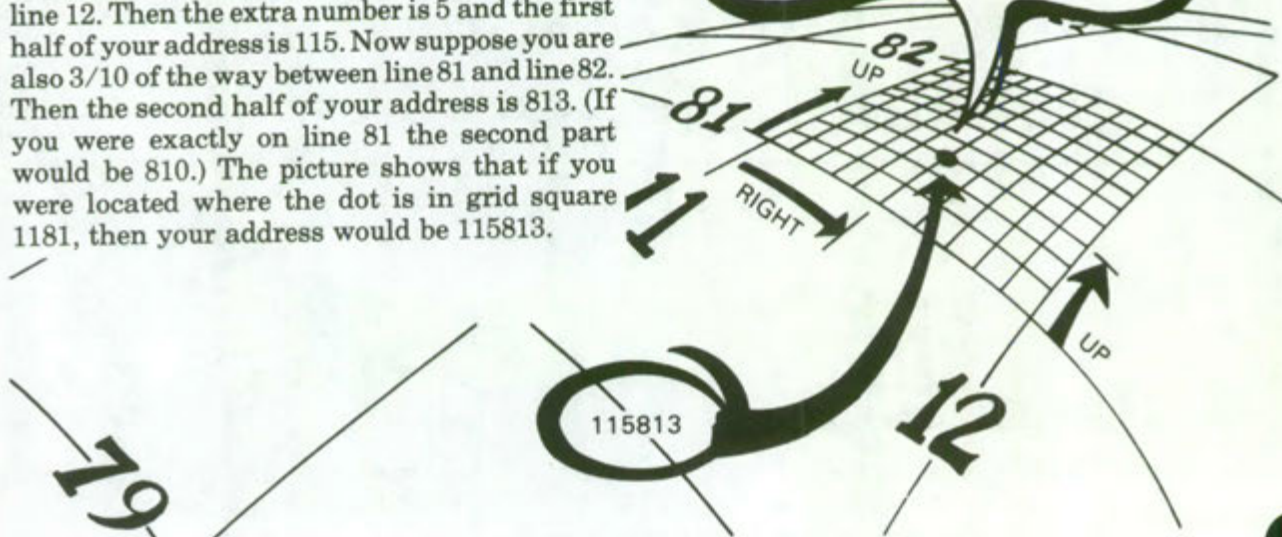 line 12. Then the extra number is 5 and the first
half of your address is 115. Now suppose you are
also 3/10 of the way between line 81 and line 82.
Then the second half of your address is 813. (If
you were exactly on line 81 the second part
would be 810.) The picture shows that if you
were located where the dot is in grid square
1181, then your address would be 115813.
82
UP
81
11
RIGHT
UP
12
115813
79